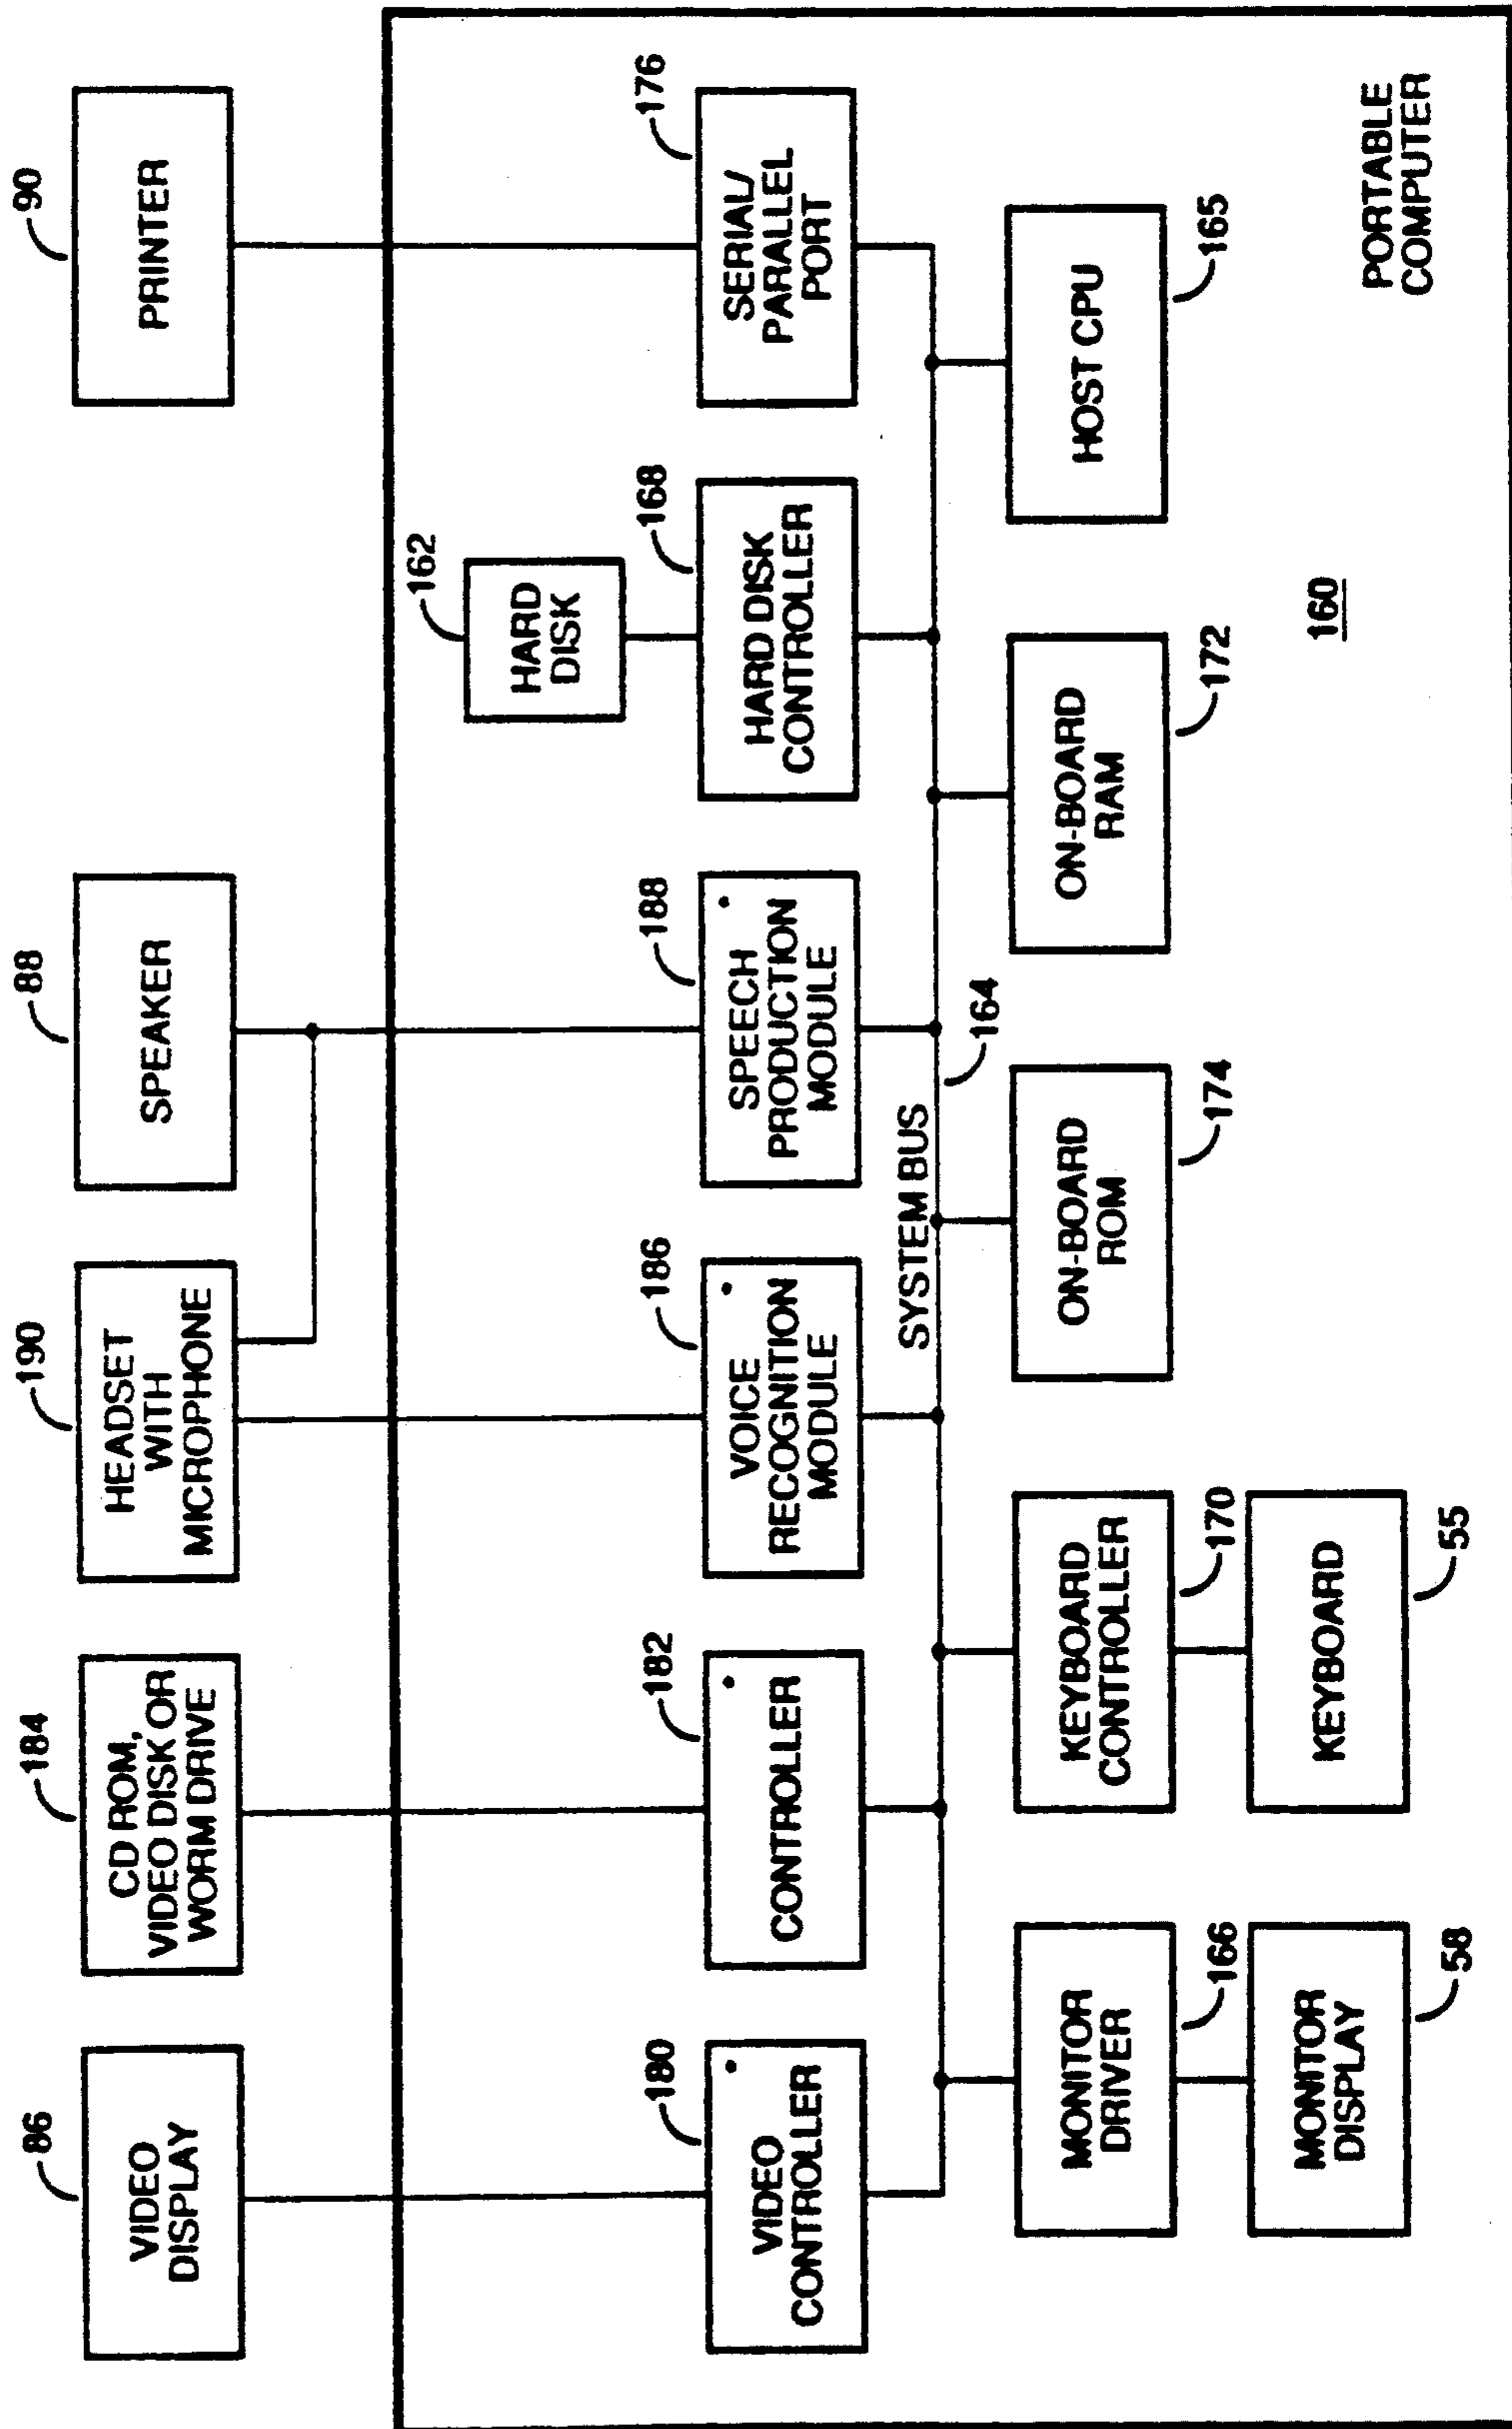 86
VIDEO
DISPLAY
184
CD ROM,
VIDEO DISK OR
WORM DRIVE
190
HEADSET
WITH
MICROPHONE
88
SPEAKER
90
PRINTER
162
HARD
DISK
180
VIDEO
CONTROLLER
182
CONTROLLER
186
VOICE
RECOGNITION
MODULE
188
SPEECH
PRODUCTION
MODULE
168
HARD DISK
CONTROLLER
176
SERIAL/
PARALLEL
PORT
SYSTEM BUS
164
MONITOR
DRIVER
166
KEYBOARD
CONTROLLER
170
ON-BOARD
ROM
174
ON-BOARD
RAM
172
HOST CPU
165
MONITOR
DISPLAY
58
KEYBOARD
55
160
PORTABLE
COMPUTER